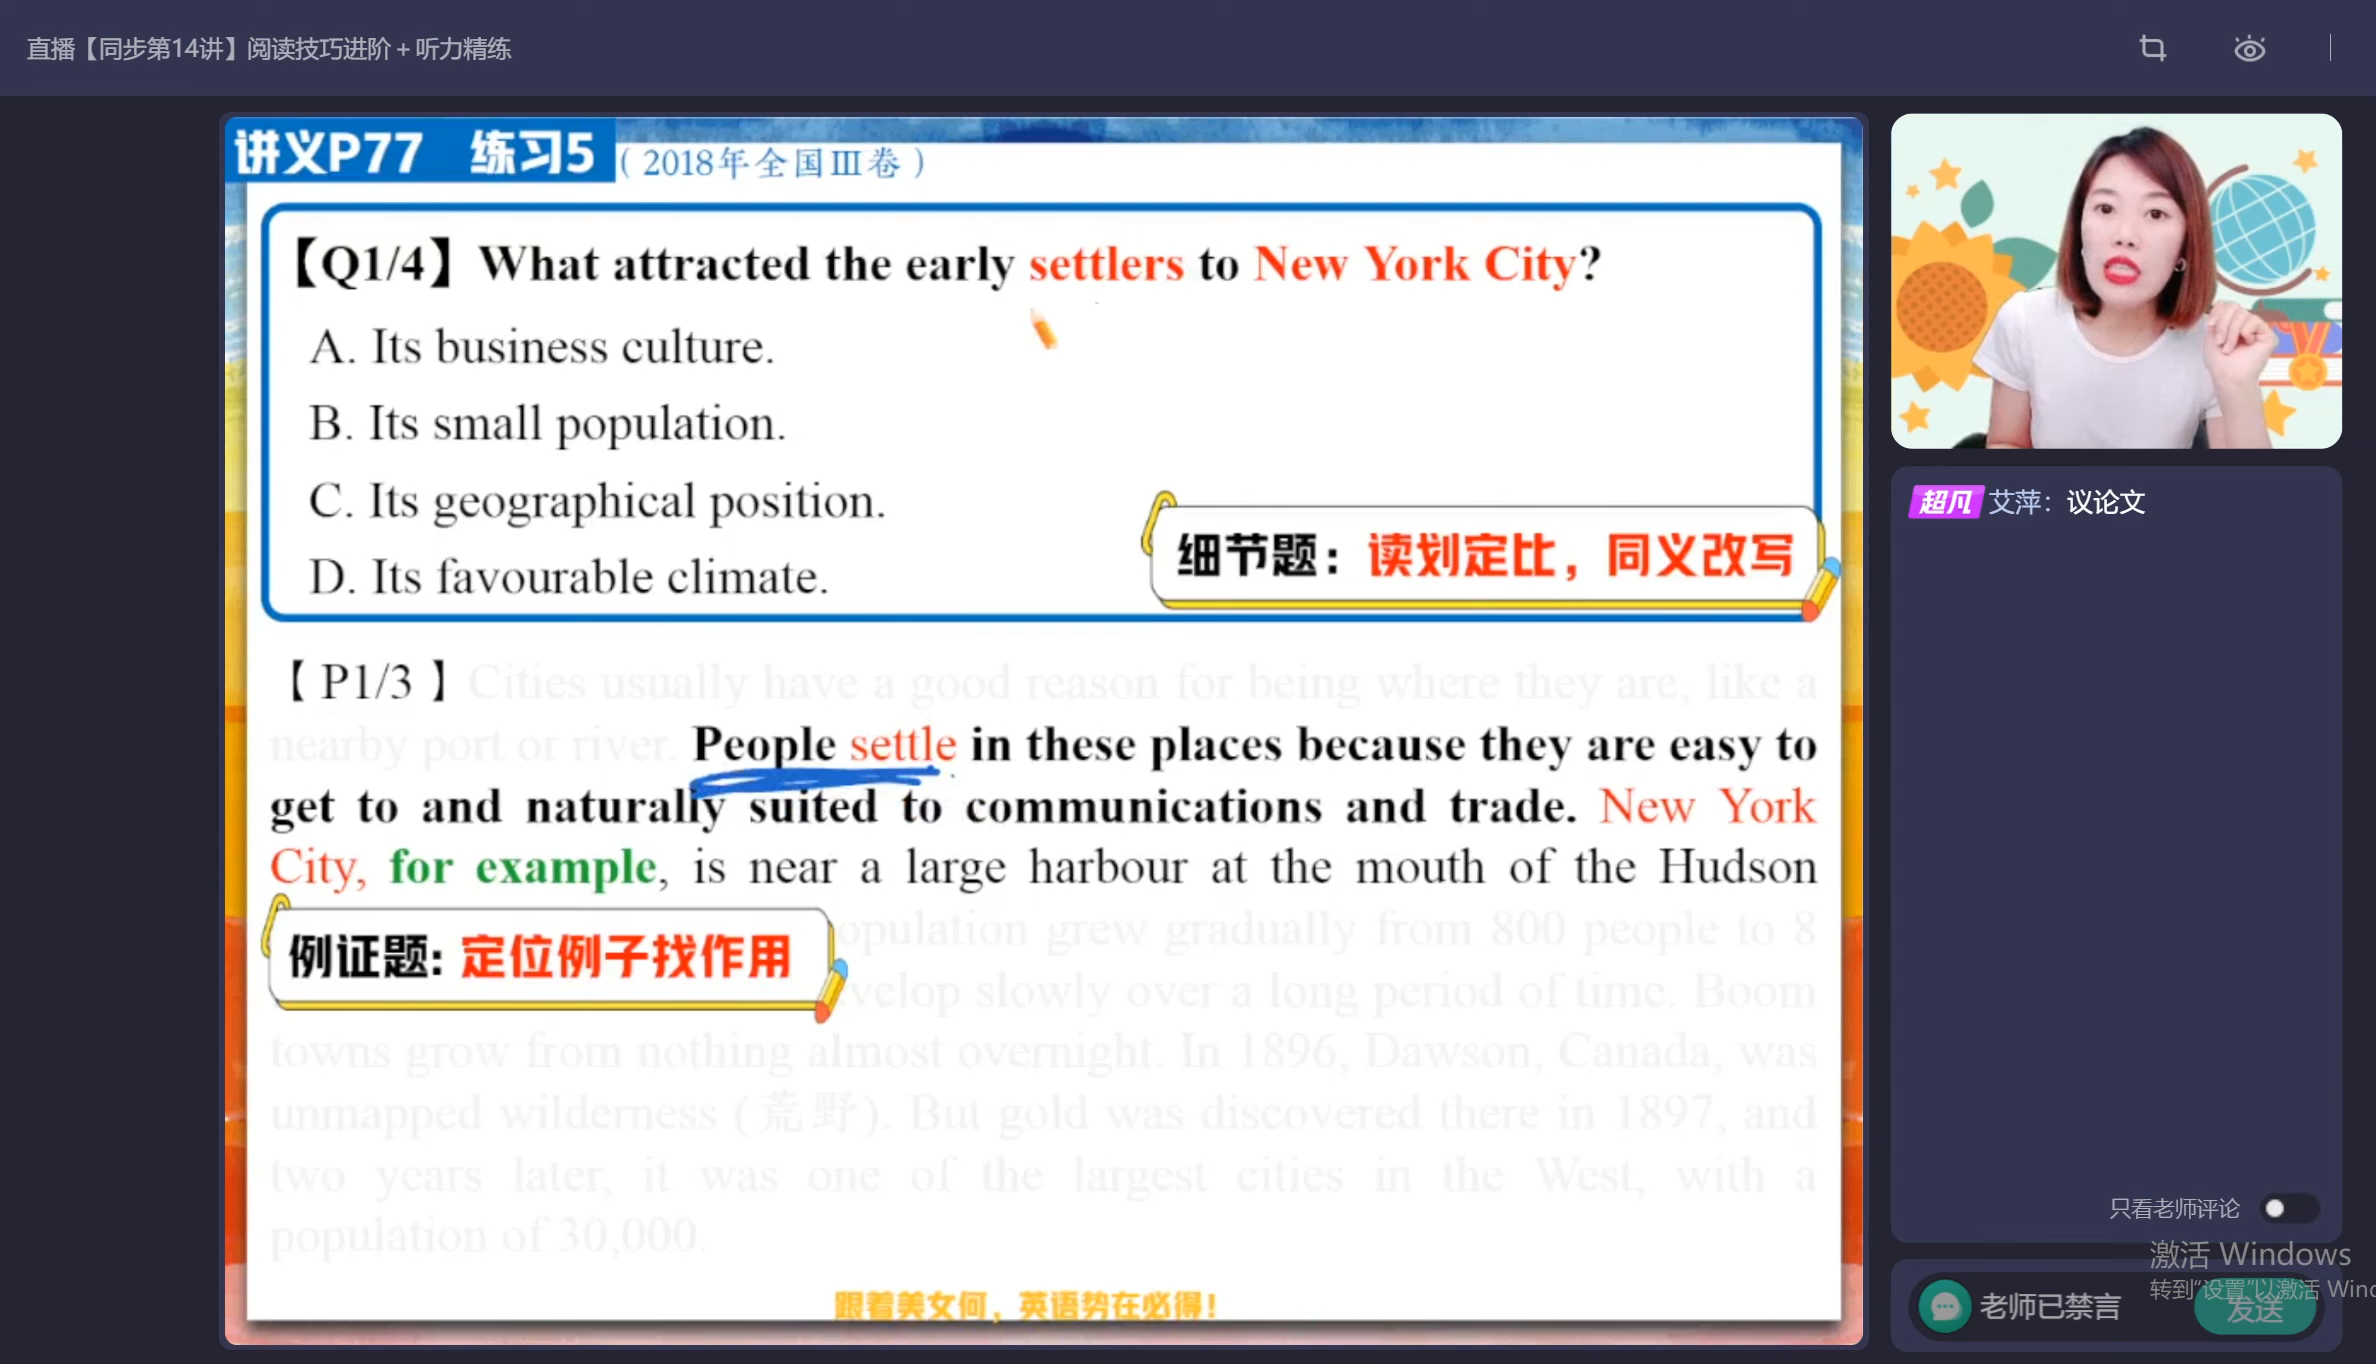 直播【同步第14讲】阅读技巧进阶＋听力精练
讲义P77 练习5（2018年全国Ⅲ卷）
【Q1/4】What attracted the early settlers to New York City?
A. Its business culture.
B. Its small population.
C. Its geographical position.
D. Its favourable climate.
细节题：读划定比，同义改写
【 P1/3 】Cities usually have a good reason for being where they are, like a
nearby port or river. People settle in these places because they are easy to
get to and naturally suited to communications and trade. New York
City, for example, is near a large harbour at the mouth of the Hudson
例证题: 定位例子找作用
opulation grew gradually from 800 people to 8
velop slowly over a long period of time. Boom
towns grow from nothing almost overnight. In 1896, Dawson, Canada, was
unmapped wilderness (荒野). But gold was discovered there in 1897, and
two years later, it was one of the largest cities in the West, with a
population of 30,000.
跟着美女何，英语势在必得！
超凡 艾萍：议论文
只看老师评论
激活 Windows
转到“设置”以激活 Winc
老师已禁言
发送